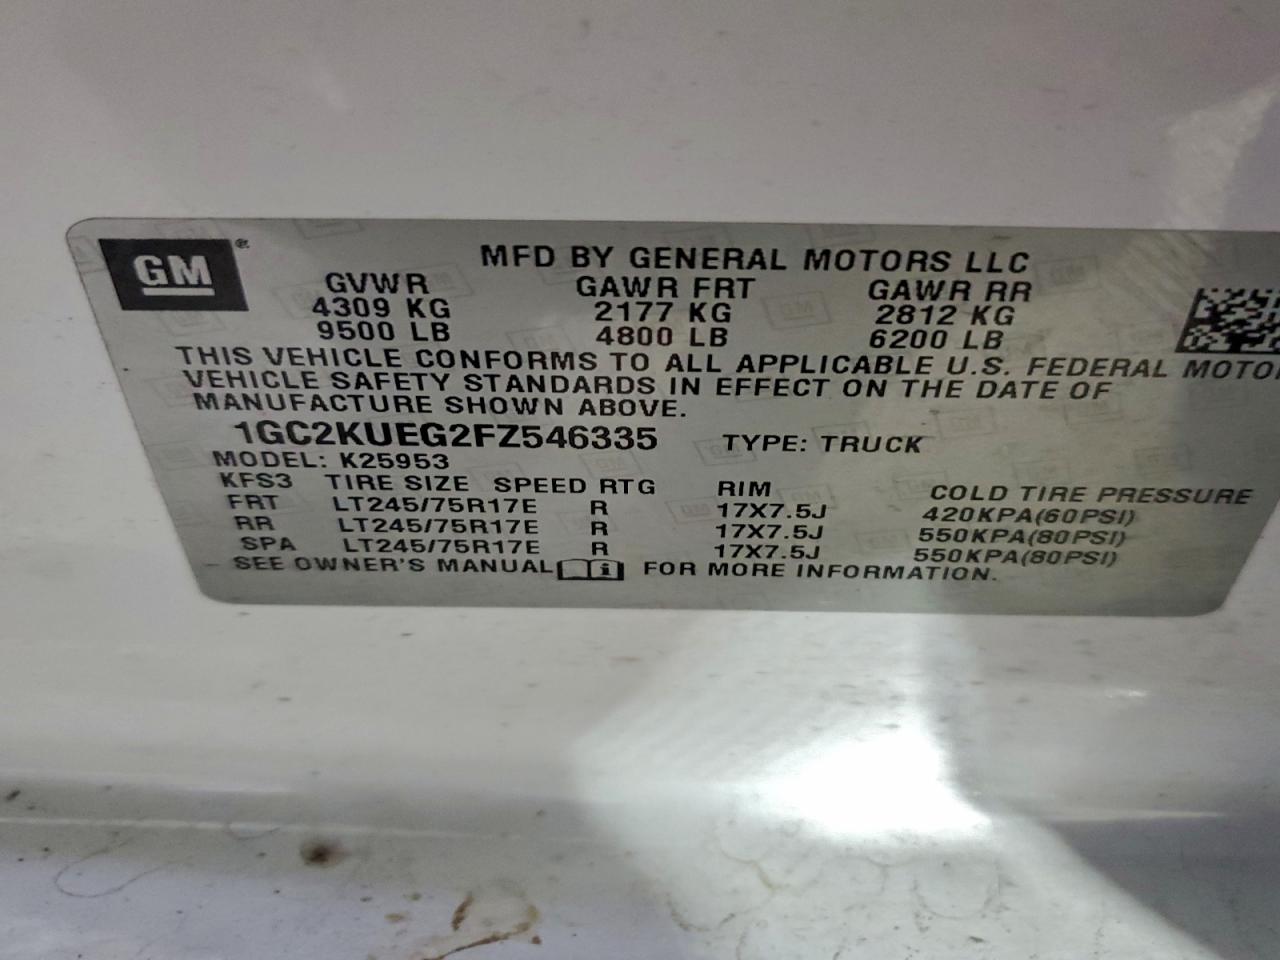 GM ®
MFD BY GENERAL MOTORS LLC
GVWR GAWR FRT GAWR RR
4309 KG 2177 KG 2812 KG
9500 LB 4800 LB 6200 LB
THIS VEHICLE CONFORMS TO ALL APPLICABLE U.S. FEDERAL MOTO
VEHICLE SAFETY STANDARDS IN EFFECT ON THE DATE OF
MANUFACTURE SHOWN ABOVE.
1GC2KUEG2FZ546335 TYPE: TRUCK
MODEL: K25953
KFS3 TIRE SIZE SPEED RTG RIM COLD TIRE PRESSURE
FRT LT245/75R17E R 17X7.5J 420KPA(60PSI)
RR LT245/75R17E R 17X7.5J 550KPA(80PSI)
SPA LT245/75R17E R 17X7.5J 550KPA(80PSI)
SEE OWNER'S MANUAL FOR MORE INFORMATION.